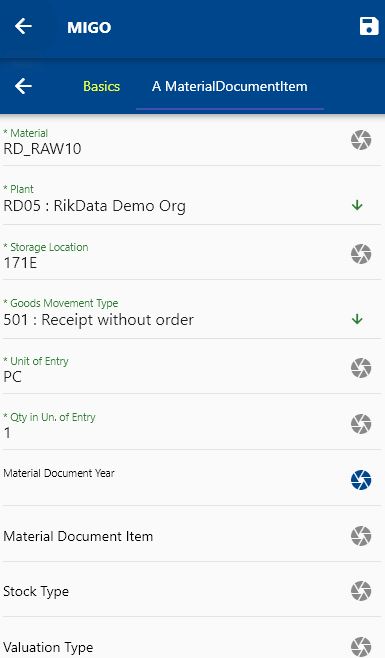 MIGO
Basics A MaterialDocumentItem
* Material
RD_RAW10
* Plant
RD05 : RikData Demo Org
* Storage Location
171E
* Goods Movement Type
501 : Receipt without order
* Unit of Entry
PC
* Qty in Un. of Entry
1
Material Document Year
Material Document Item
Stock Type
Valuation Type